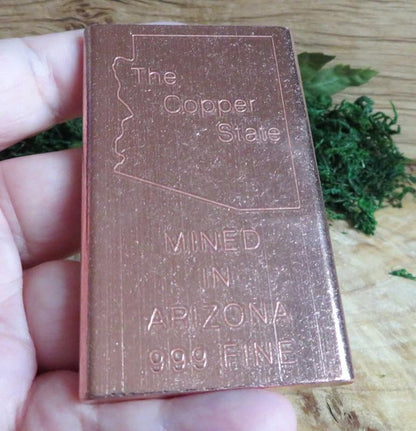 The
Copper
State
MINED
IN
ARIZONA
999 FINE